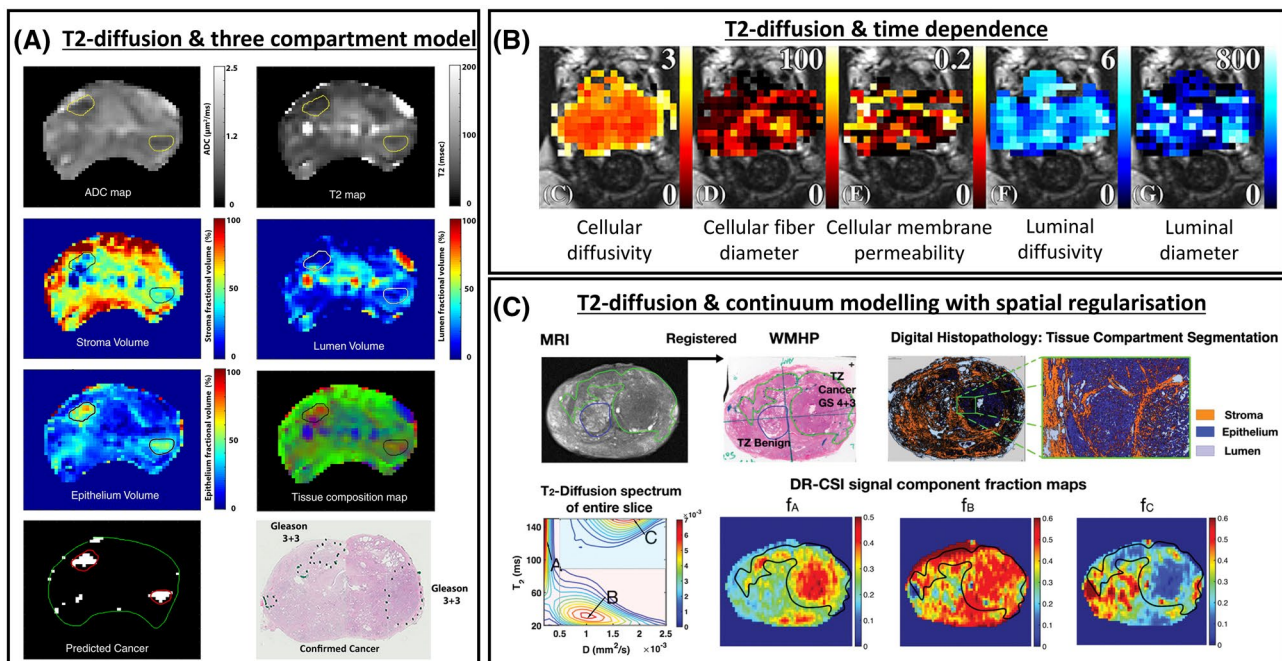 (A) T2-diffusion & three compartment model
2.5
1.2
0
ADC (μm²/ms)
ADC map
200
100
0
T2 (msec)
T2 map
100
50
0
Stroma fractional volume (%)
Stroma Volume
100
50
0
Lumen fractional volume (%)
Lumen Volume
100
50
0
Epithelium fractional volume (%)
Epithelium Volume
Tissue composition map
Predicted Cancer
Gleason
3+3
Gleason
3+3
Confirmed Cancer
(B) T2-diffusion & time dependence
3
100
0.2
6
800
(C) 0
(D) 0
(E) 0
(F) 0
(G) 0
Cellular
diffusivity
Cellular fiber
diameter
Cellular membrane
permeability
Luminal
diffusivity
Luminal
diameter
(C) T2-diffusion & continuum modelling with spatial regularisation
MRI
Registered
WMHP
Digital Histopathology: Tissue Compartment Segmentation
TZ
Cancer
GS 4+3
TZ Benign
Stroma
Epithelium
Lumen
T2-Diffusion spectrum
of entire slice
×10⁻³
150
100
50
20
T2 (ms)
A
B
C
0.5 1 1.5 2 2.5
D (mm²/s) ×10⁻³
7
6
5
4
3
2
1
0
DR-CSI signal component fraction maps
fA
0.5
0.4
0.3
0.2
0.1
0
fB
0.6
0.5
0.4
0.3
0.2
0.1
0
fC
0.6
0.5
0.4
0.3
0.2
0.1
0